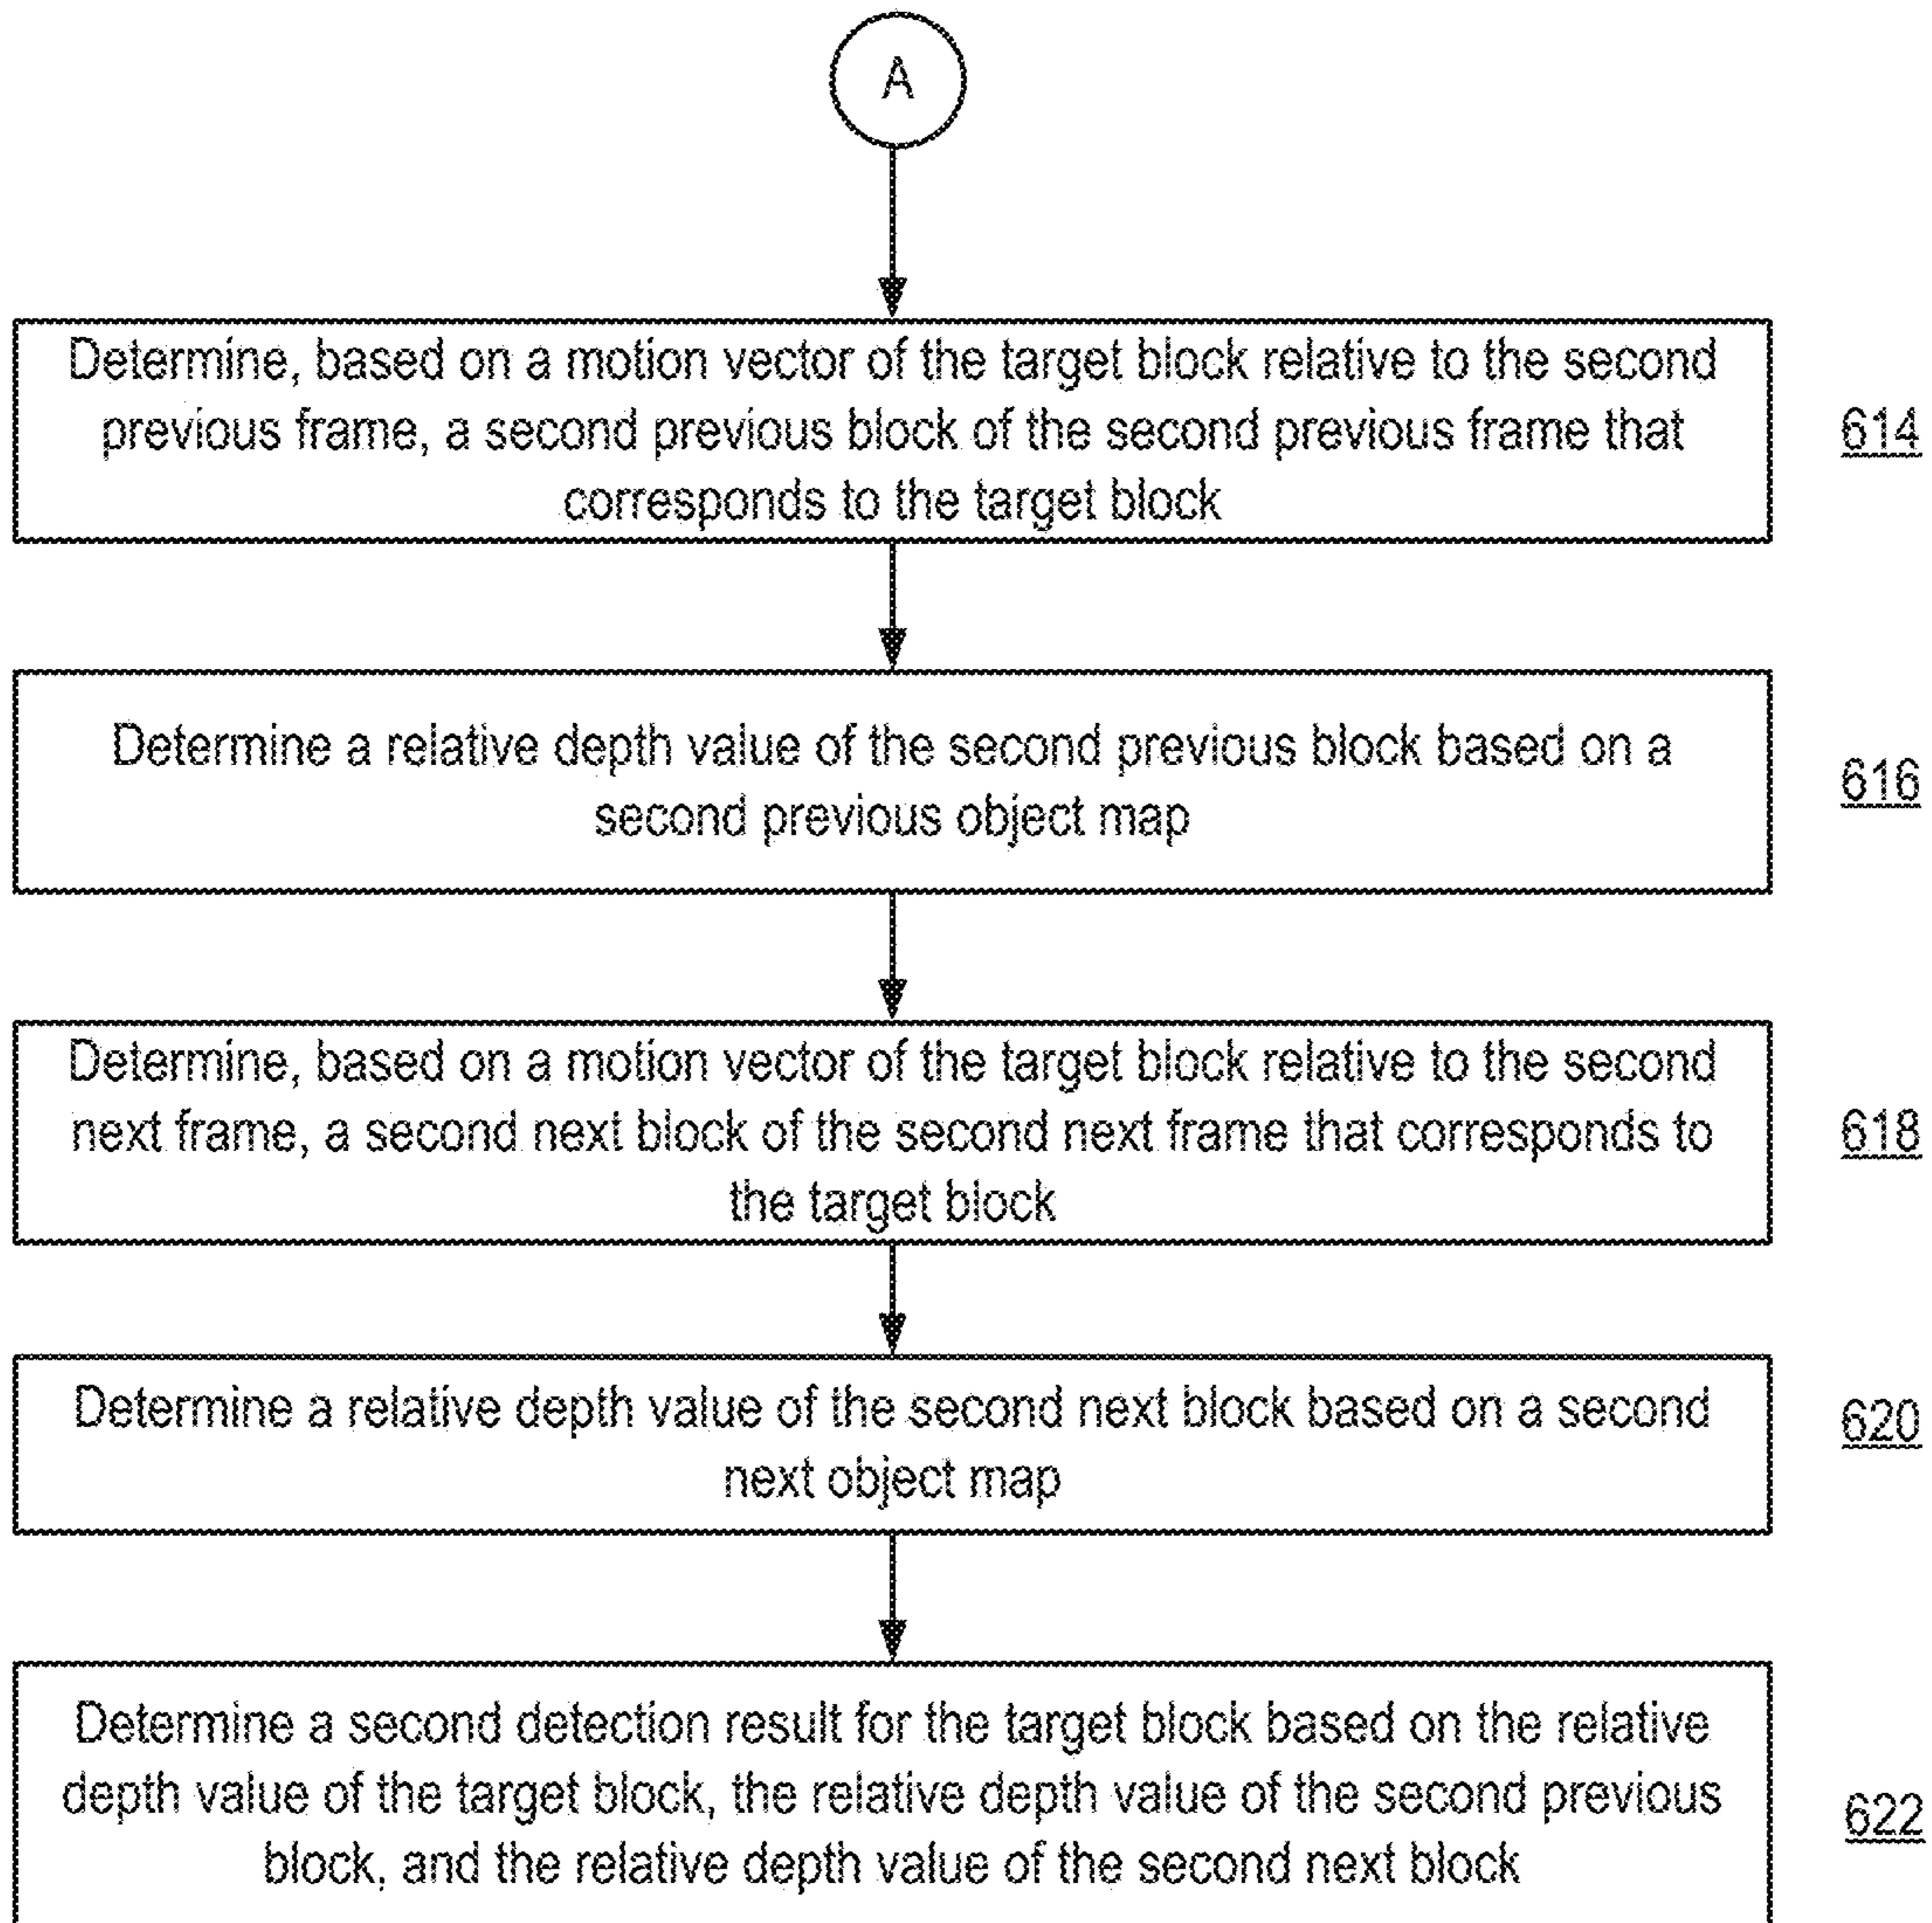 A
Determine, based on a motion vector of the target block relative to the second
previous frame, a second previous block of the second previous frame that
corresponds to the target block
614
Determine a relative depth value of the second previous block based on a
second previous object map
616
Determine, based on a motion vector of the target block relative to the second
next frame, a second next block of the second next frame that corresponds to
the target block
618
Determine a relative depth value of the second next block based on a second
next object map
620
Determine a second detection result for the target block based on the relative
depth value of the target block, the relative depth value of the second previous
block, and the relative depth value of the second next block
622